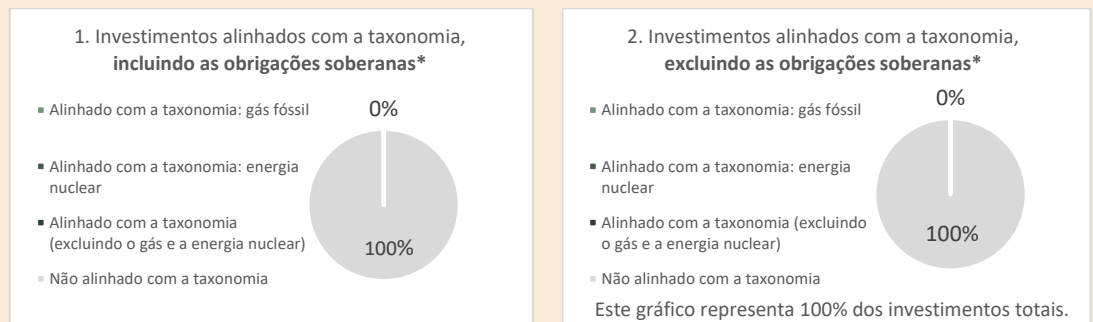 1. Investimentos alinhados com a taxonomia,
incluindo as obrigações soberanas*
Alinhado com a taxonomia: gás fóssil
Alinhado com a taxonomia: energia
nuclear
Alinhado com a taxonomia
(excluindo o gás e a energia nuclear)
Não alinhado com a taxonomia
0%
100%
2. Investimentos alinhados com a taxonomia,
excluindo as obrigações soberanas*
Alinhado com a taxonomia: gás fóssil
Alinhado com a taxonomia: energia
nuclear
Alinhado com a taxonomia (excluindo
o gás e a energia nuclear)
Não alinhado com a taxonomia
0%
100%
Este gráfico representa 100% dos investimentos totais.